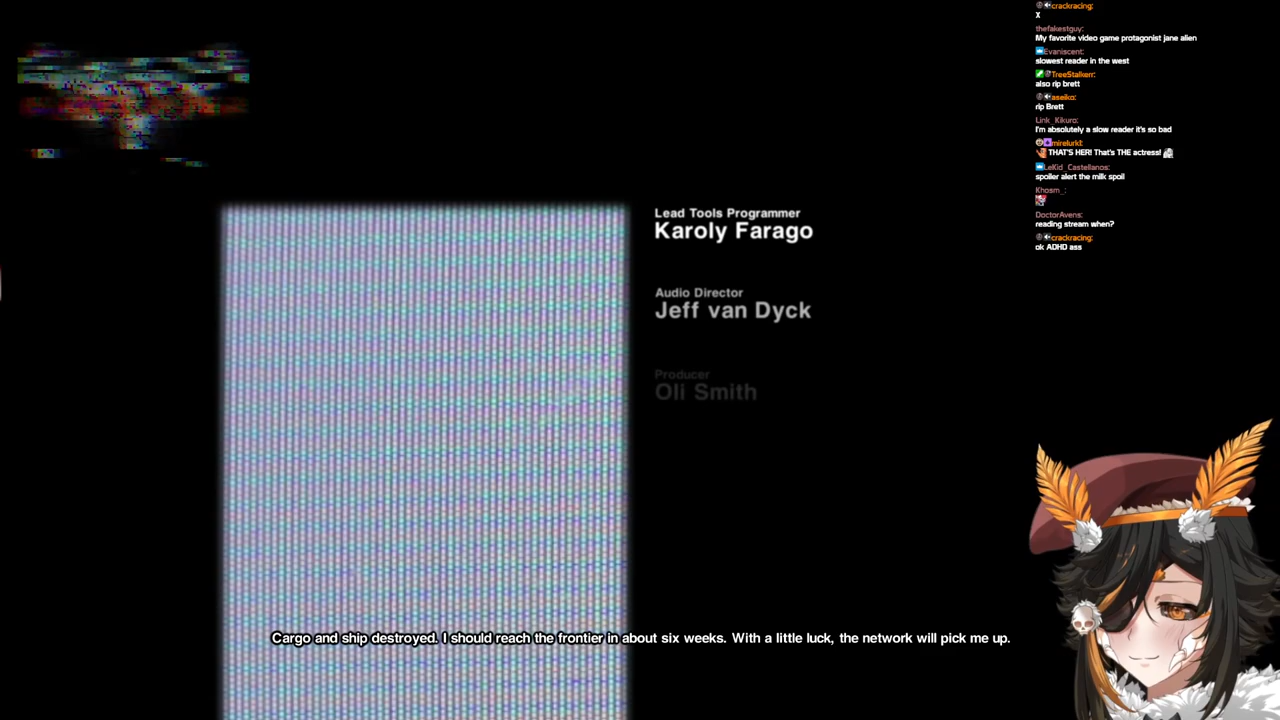 Lead Tools Programmer
Karoly Farago
Audio Director
Jeff van Dyck
Producer
Oli Smith
Cargo and ship destroyed. I should reach the frontier in about six weeks. With a little luck, the network will pick me up.
crackracing:
X
thefakestguy:
My favorite video game protagonist jane alien
Evaniscent:
slowest reader in the west
TreeStalkerr:
also rip brett
aseiko:
rip Brett
Link_Kikuro:
I'm absolutely a slow reader it's so bad
mirelurkt:
THAT'S HER! That's THE actress!
LeKid_Castellanos:
spoiler alert the milk spoil
Khosm_:
DoctorAvens:
reading stream when?
crackracing:
ok ADHD ass